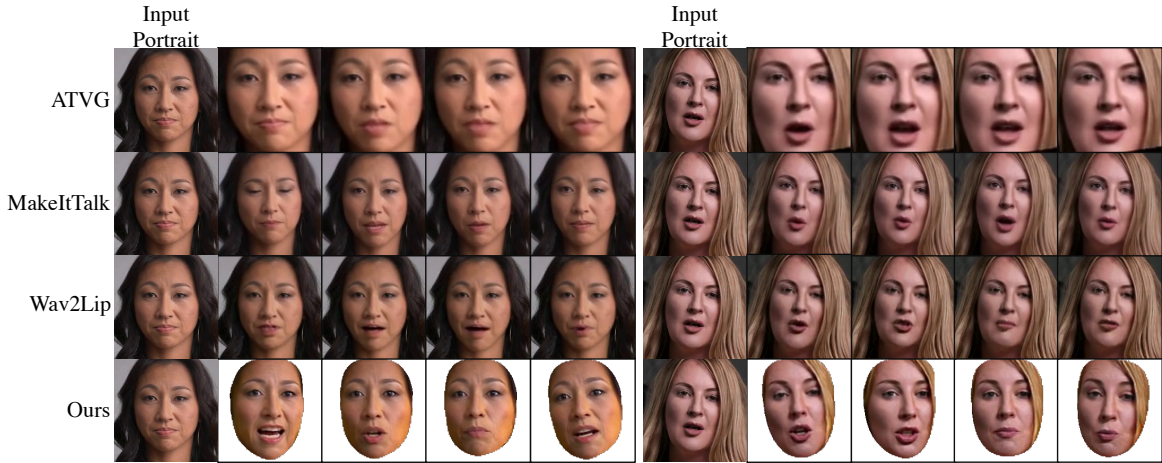 Input
Portrait
Input
Portrait
ATVG
MakeItTalk
Wav2Lip
Ours